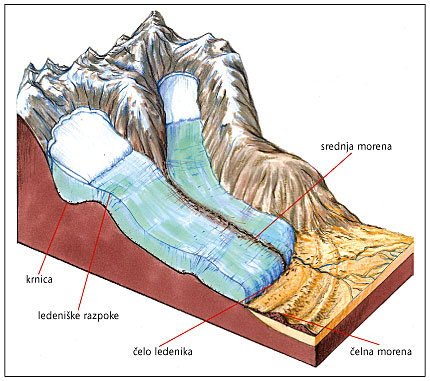 srednja morena
krnica
ledeniške razpoke
čelo ledenika
čelna morena